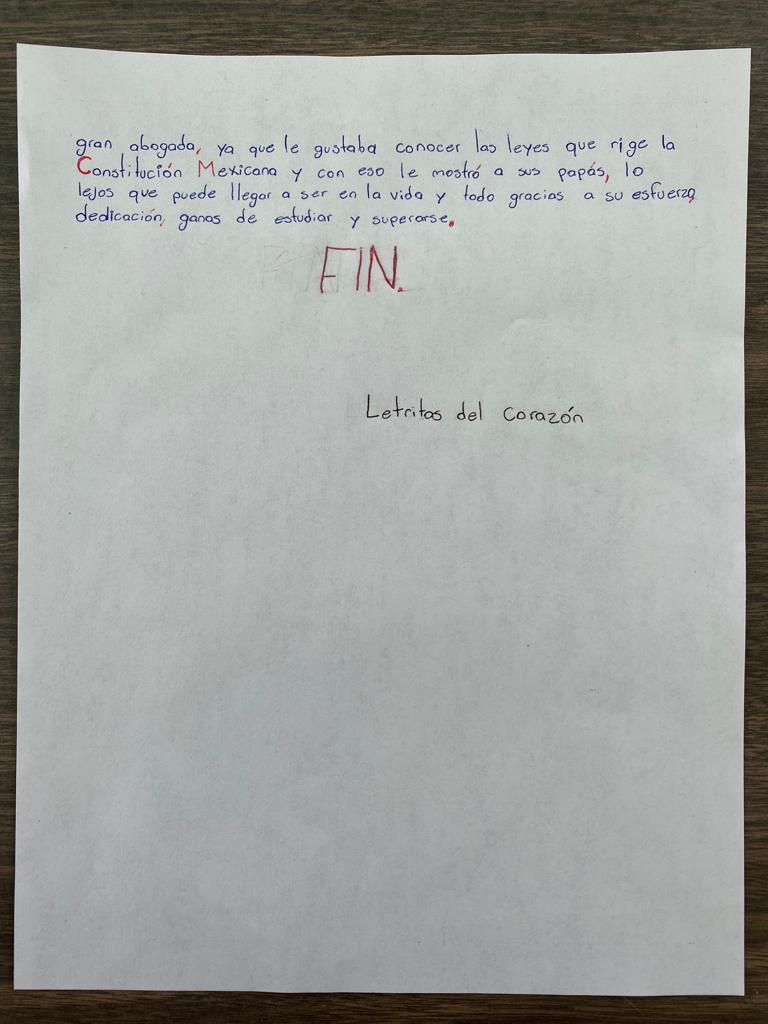 gran abogada, ya que le gustaba conocer las leyes que rige la
Constitución Mexicana y con eso le mostró a sus papás, lo
lejos que puede llegar a ser en la vida y todo gracias a su esfuerzo,
dedicación, ganas de estudiar y superarse.
FIN.
Letritas del corazón